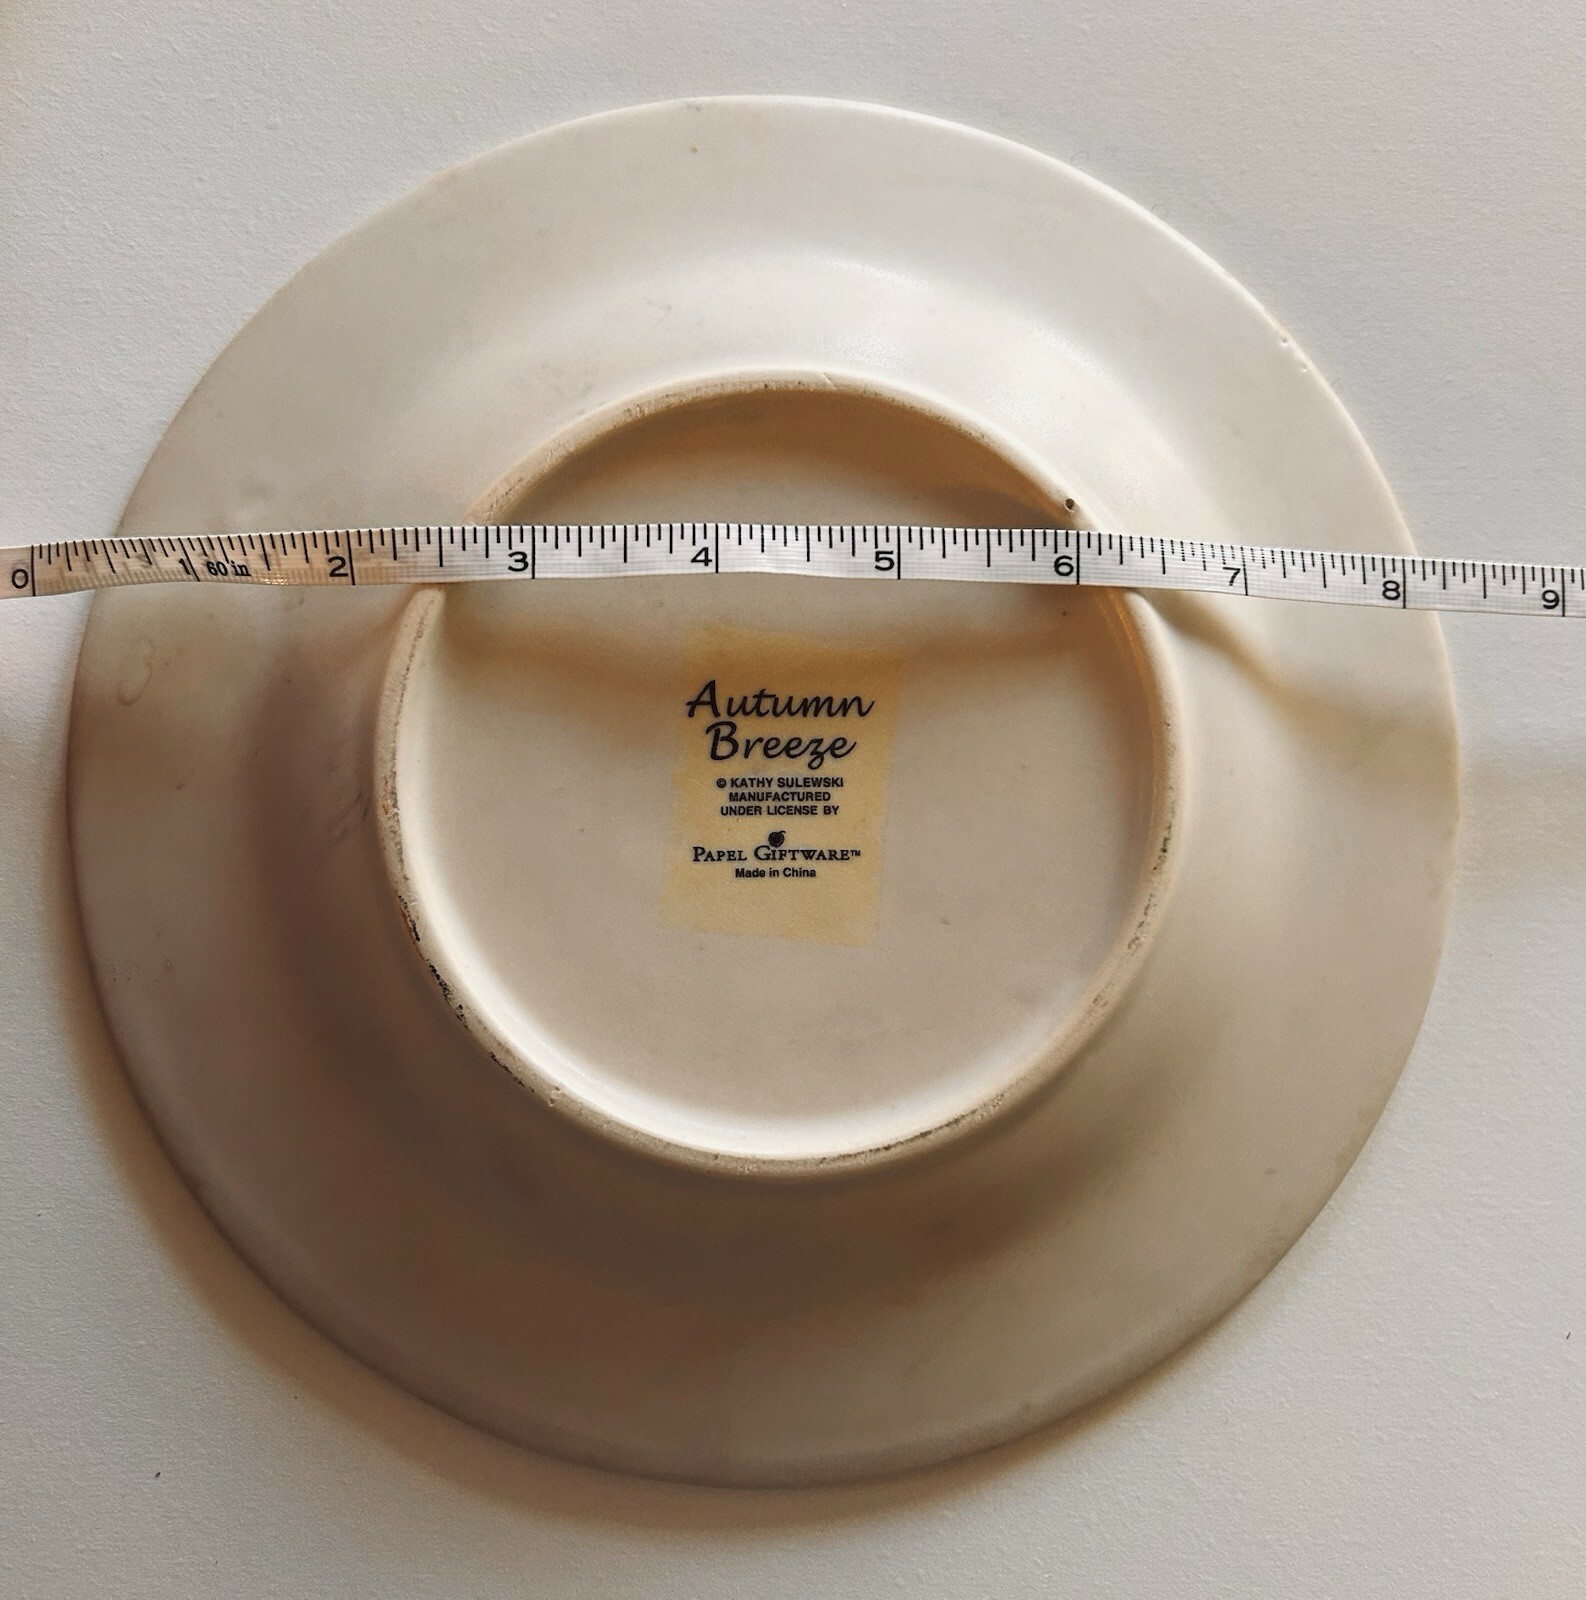 0 1 60 in 2 3 4 5 6 7 8 9
Autumn
Breeze
© KATHY SULEWSKI
MANUFACTURED
UNDER LICENSE BY
PAPEL GIFTWARE™
Made in China